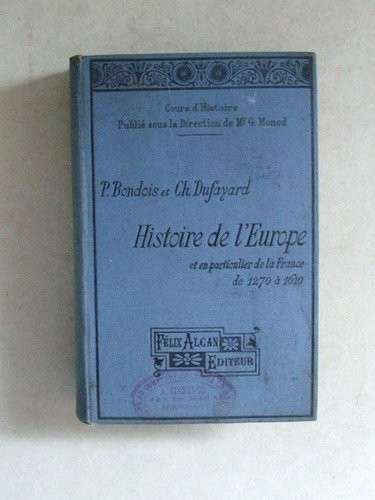 Cours d'Histoire
Publié sous la Direction de Mr G. Monod
P. Bondois et Ch. Dufayard
Histoire de l'Europe
et en particulier de la France
de 1270 à 1610
FÉLIX ALCAN
EDITEUR